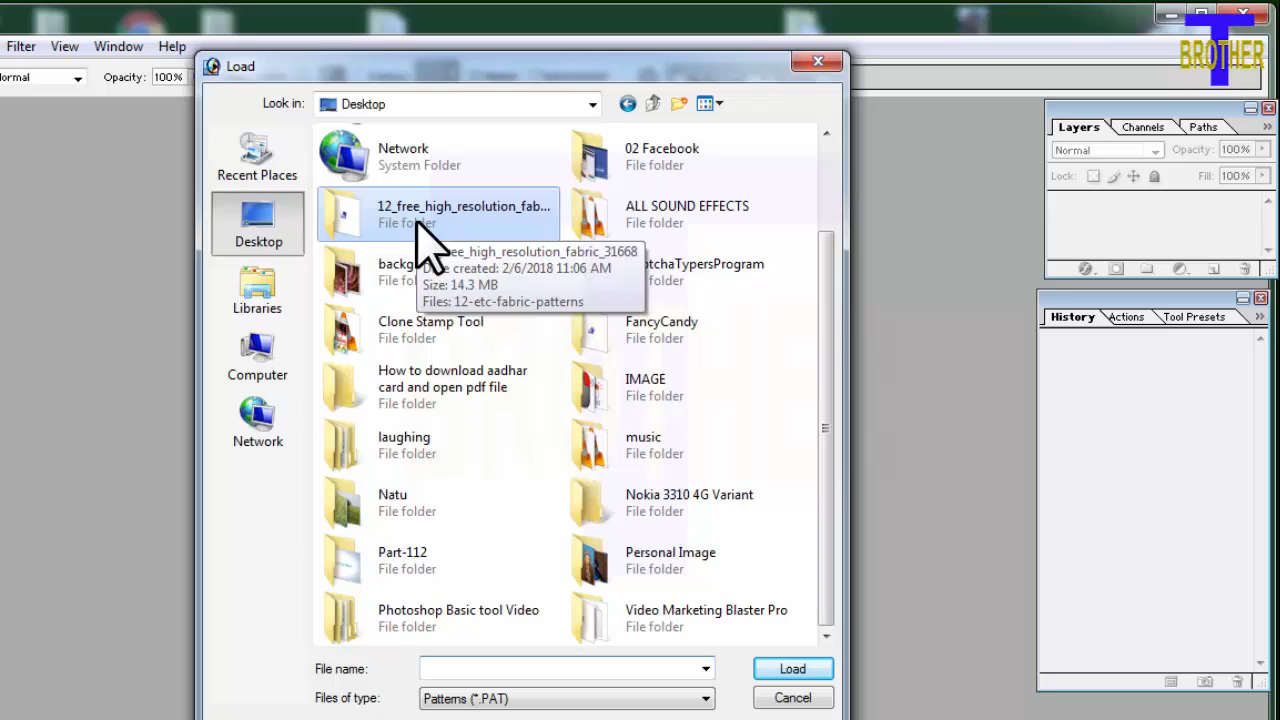 T
BROTHER
Filter View Window Help
Opacity: 100%
Load
Look in: Desktop
Recent Places
Desktop
Libraries
Computer
Network
Network
System Folder
02 Facebook
File folder
12_free_high_resolution_fab...
ALL SOUND EFFECTS
File folder
File folder
ee_high_resolution_fabric_31668
Date created: 2/6/2018 11:06 AM
Size: 14.3 MB
Files: 12-etc-fabric-patterns
Clone Stamp Tool
File folder
FancyCandy
File folder
How to download aadhar
card and open pdf file
File folder
IMAGE
File folder
laughing
File folder
music
File folder
Natu
File folder
Nokia 3310 4G Variant
File folder
Part-112
File folder
Personal Image
File folder
Photoshop Basic tool Video
File folder
Video Marketing Blaster Pro
File folder
File name:
Load
Files of type: Patterns (*.PAT)
Cancel
Layers Channels Paths
Normal Opacity: 100%
Lock: Fill: 100%
History Actions Tool Presets